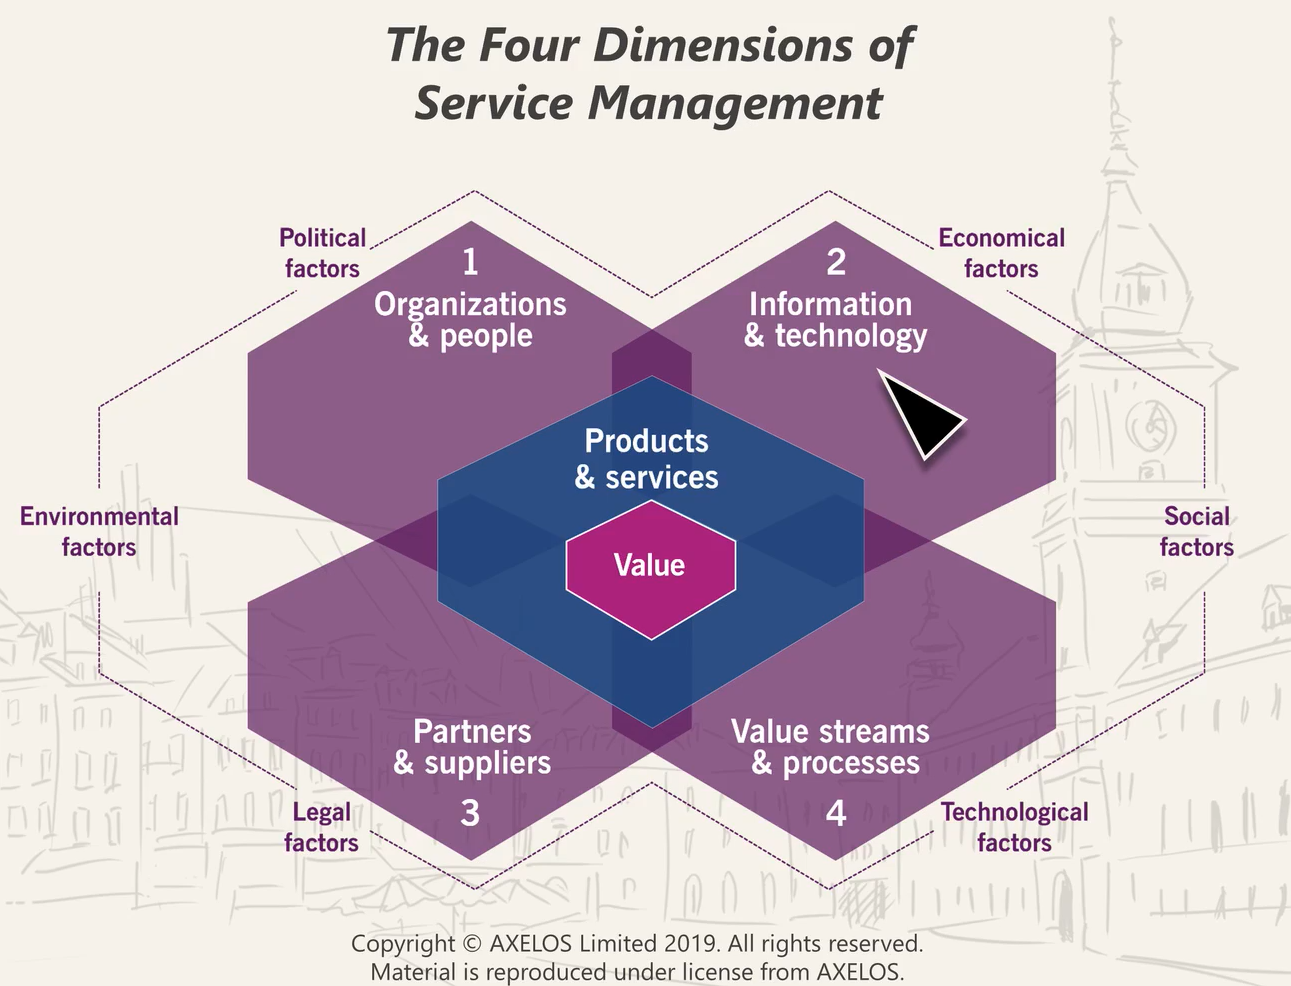 The Four Dimensions of
Service Management
Political
factors
Economical
factors
1
Organizations
& people
2
Information
& technology
Products
& services
Value
Environmental
factors
Social
factors
Partners
& suppliers
3
Value streams
& processes
4
Legal
factors
Technological
factors
Copyright © AXELOS Limited 2019. All rights reserved.
Material is reproduced under license from AXELOS.